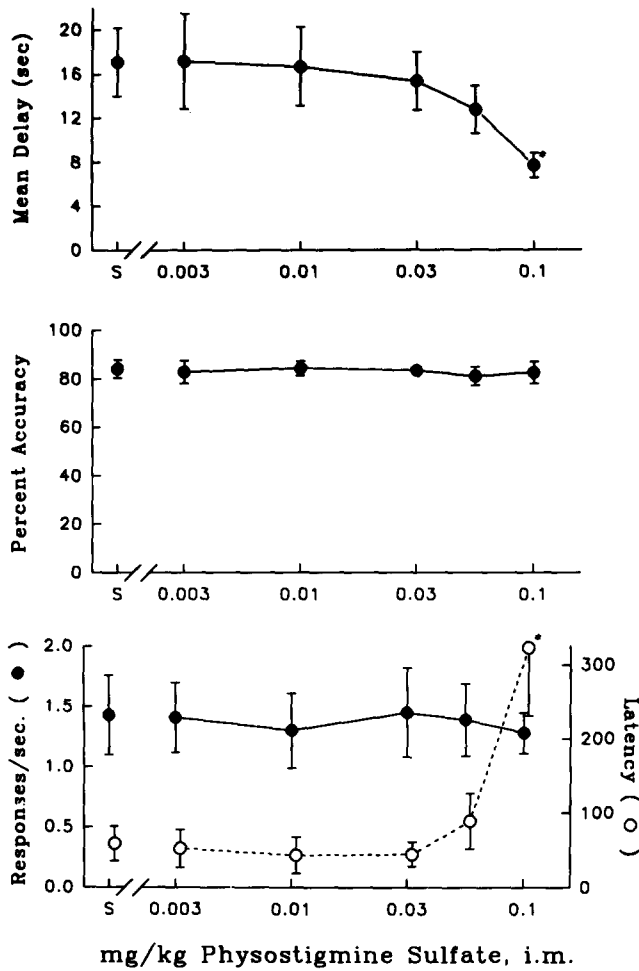 Mean Delay (sec)
20
16
12
8
4
0
*
S 0.003 0.01 0.03 0.1
Percent Accuracy
100
80
60
40
20
0
S 0.003 0.01 0.03 0.1
Responses/sec. ( ● )
2.0
1.5
1.0
0.5
0.0
*
Latency ( ○ )
300
200
100
0
S 0.003 0.01 0.03 0.1
mg/kg Physostigmine Sulfate, i.m.